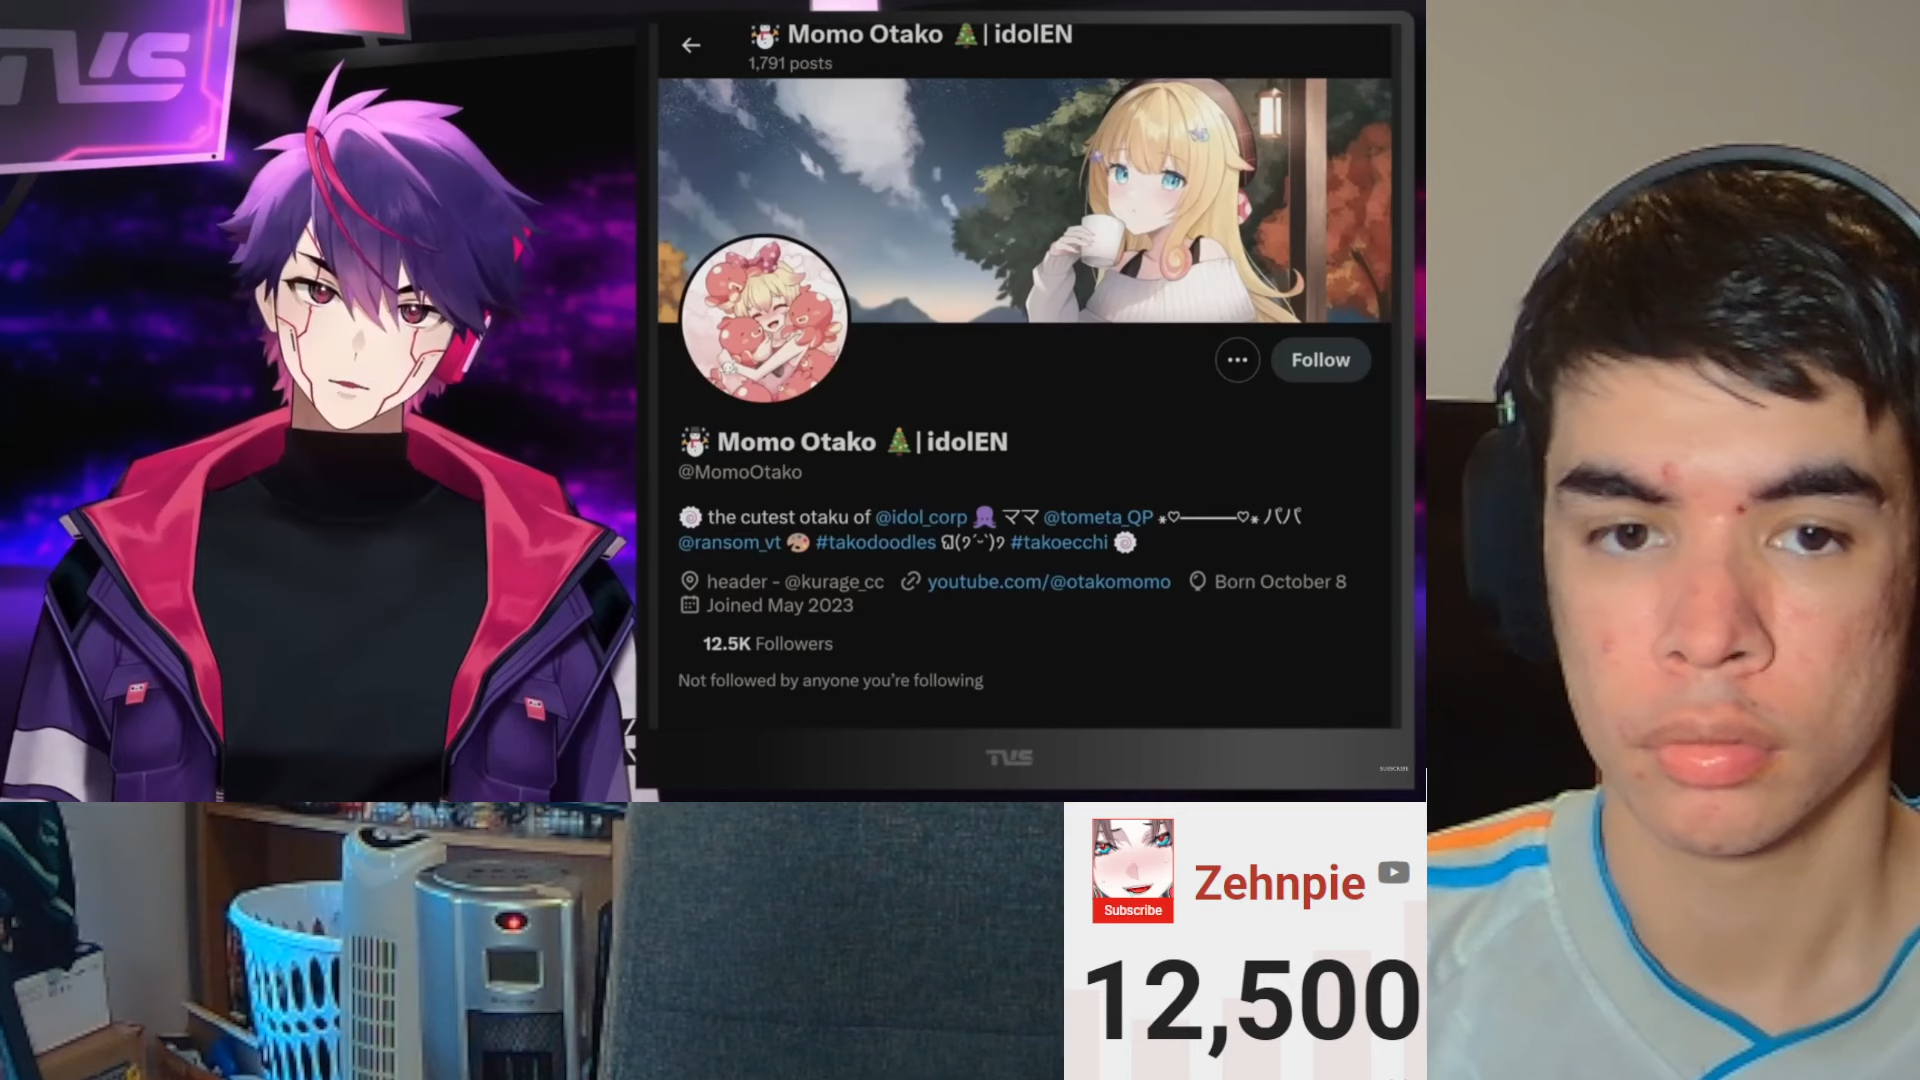 TVS
☃️ Momo Otako 🎄| idolEN
1,791 posts
Follow
☃️ Momo Otako 🎄| idolEN
@MomoOtako
🍥 the cutest otaku of @idol_corp 🐙 ママ @tometa_QP ⁎♡————♡⁎ パパ
@ransom_vt 🎨 #takodoodles ᘏ(੭ˊᵕˋ)੭ #takoecchi 🍥
header - @kurage_cc youtube.com/@otakomomo Born October 8
Joined May 2023
12.5K Followers
Not followed by anyone you're following
TVS
SUBSCRIBE
Subscribe
Zehnpie
12,500